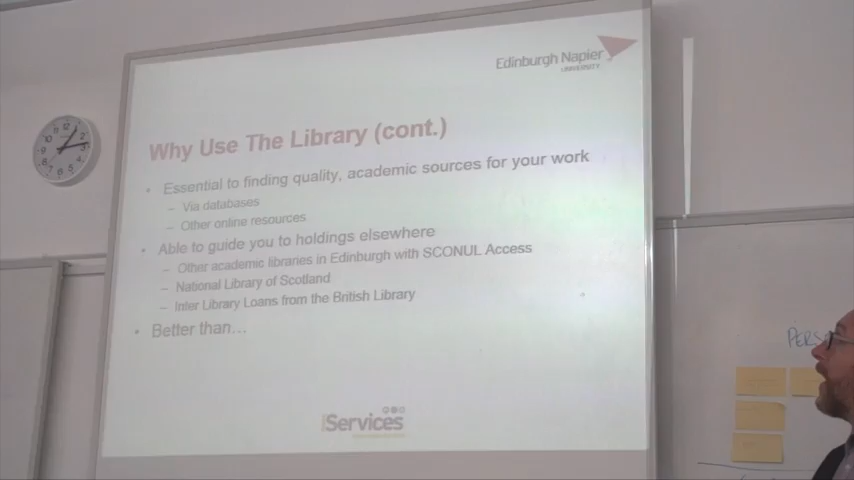 Edinburgh Napier
UNIVERSITY
Why Use The Library (cont.)
• Essential to finding quality, academic sources for your work
– Via databases
– Other online resources
• Able to guide you to holdings elsewhere
– Other academic libraries in Edinburgh with SCONUL Access
– National Library of Scotland
– Inter Library Loans from the British Library
• Better than...
Services